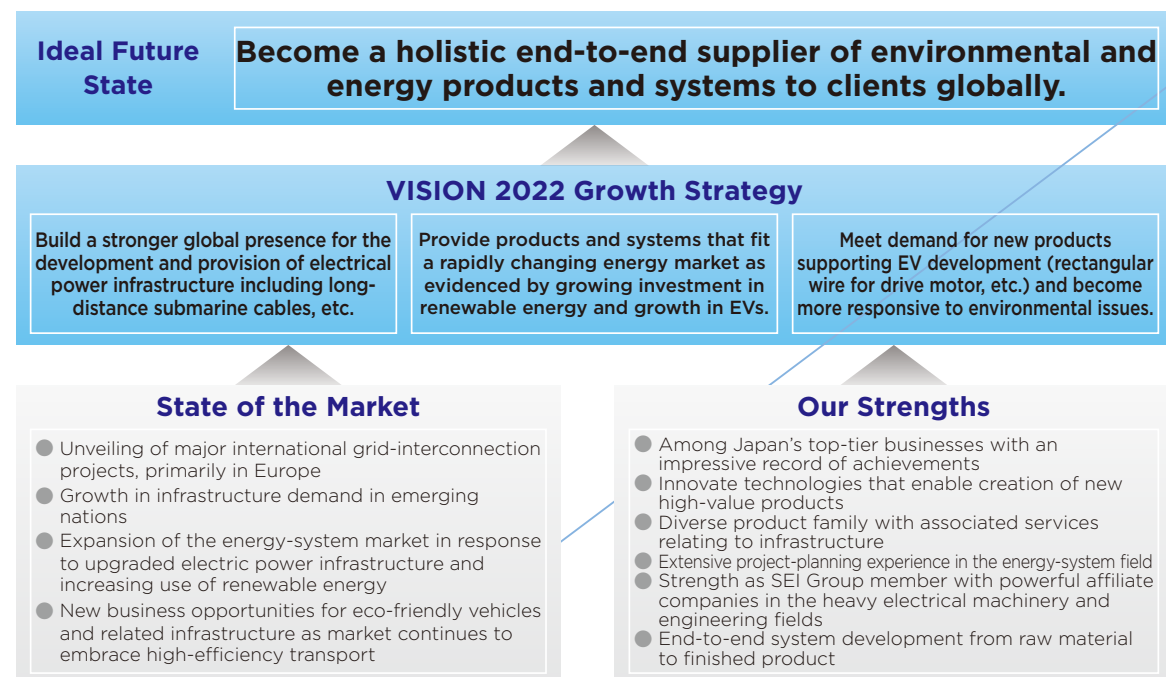 Ideal Future
State
Become a holistic end-to-end supplier of environmental and
energy products and systems to clients globally.
VISION 2022 Growth Strategy
Build a stronger global presence for the
development and provision of electrical
power infrastructure including long-
distance submarine cables, etc.
Provide products and systems that fit
a rapidly changing energy market as
evidenced by growing investment in
renewable energy and growth in EVs.
Meet demand for new products
supporting EV development (rectangular
wire for drive motor, etc.) and become
more responsive to environmental issues.
State of the Market
● Unveiling of major international grid-interconnection
projects, primarily in Europe
● Growth in infrastructure demand in emerging
nations
● Expansion of the energy-system market in response
to upgraded electric power infrastructure and
increasing use of renewable energy
● New business opportunities for eco-friendly vehicles
and related infrastructure as market continues to
embrace high-efficiency transport
Our Strengths
● Among Japan’s top-tier businesses with an
impressive record of achievements
● Innovate technologies that enable creation of new
high-value products
● Diverse product family with associated services
relating to infrastructure
● Extensive project-planning experience in the energy-system field
● Strength as SEI Group member with powerful affiliate
companies in the heavy electrical machinery and
engineering fields
● End-to-end system development from raw material
to finished product